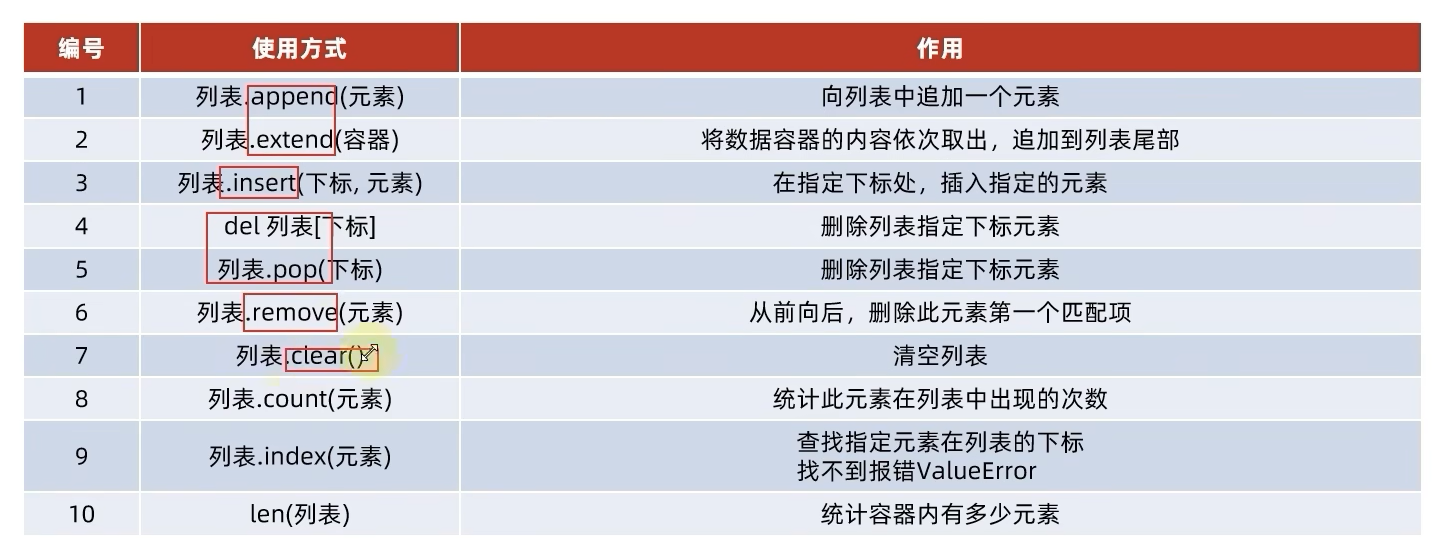 编号 使用方式 作用
1 列表.append(元素) 向列表中追加一个元素
2 列表.extend(容器) 将数据容器的内容依次取出，追加到列表尾部
3 列表.insert(下标, 元素) 在指定下标处，插入指定的元素
4 del 列表[下标] 删除列表指定下标元素
5 列表.pop(下标) 删除列表指定下标元素
6 列表.remove(元素) 从前向后，删除此元素第一个匹配项
7 列表.clear() 清空列表
8 列表.count(元素) 统计此元素在列表中出现的次数
9 列表.index(元素) 查找指定元素在列表的下标
找不到报错ValueError
10 len(列表) 统计容器内有多少元素